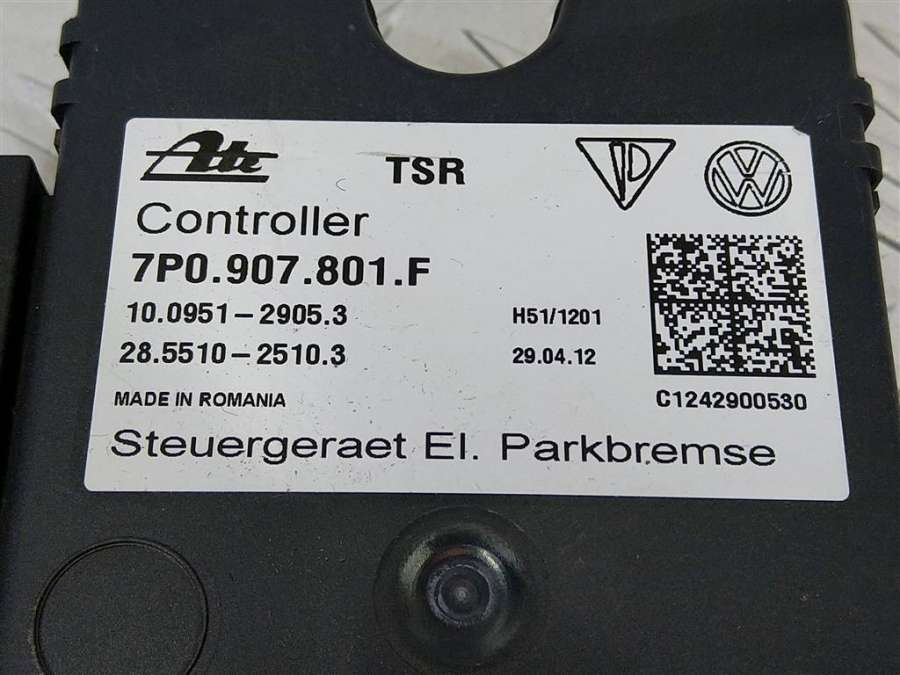 Ate TSR
Controller
7P0.907.801.F
10.0951-2905.3 H51/1201
28.5510-2510.3 29.04.12
MADE IN ROMANIA C1242900530
Steuergeraet El. Parkbremse